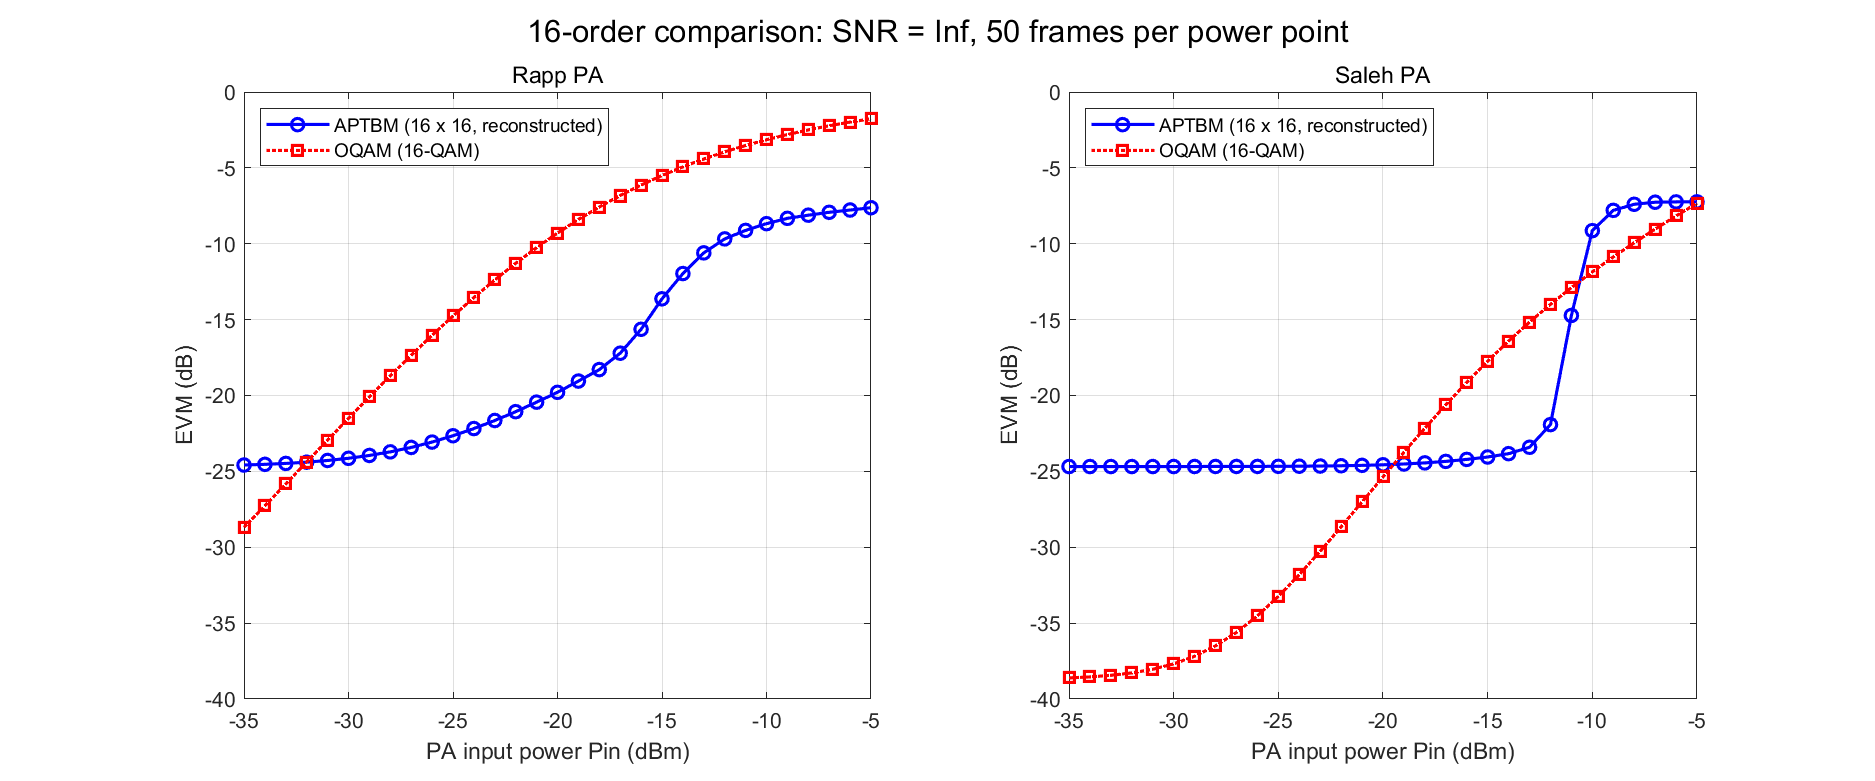 16-order comparison: SNR = Inf, 50 frames per power point
Rapp PA
APTBM (16 x 16, reconstructed)
OQAM (16-QAM)
0
-5
-10
-15
-20
-25
-30
-35
-40
EVM (dB)
-35 -30 -25 -20 -15 -10 -5
PA input power Pin (dBm)
Saleh PA
APTBM (16 x 16, reconstructed)
OQAM (16-QAM)
0
-5
-10
-15
-20
-25
-30
-35
-40
EVM (dB)
-35 -30 -25 -20 -15 -10 -5
PA input power Pin (dBm)